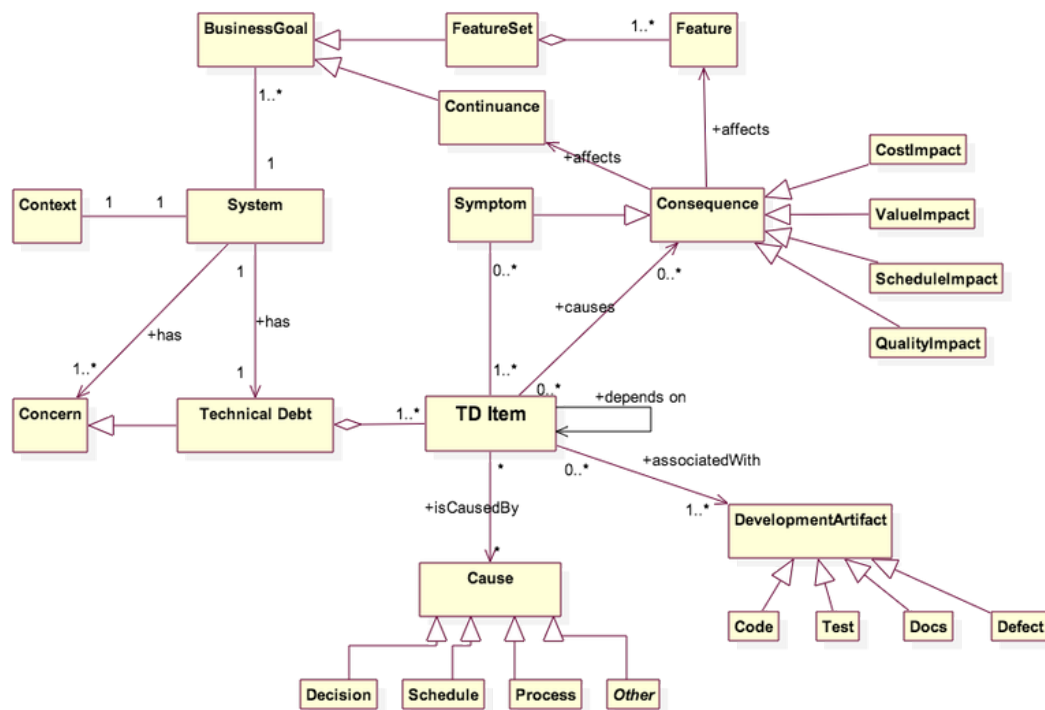 BusinessGoal
FeatureSet
1..*
Feature
1..*
Continuance
+affects
+affects
CostImpact
1
Context
1
1
System
Symptom
Consequence
ValueImpact
1
0..*
0..*
ScheduleImpact
+has
+has
+causes
QualityImpact
1..*
1
1..*
0..*
+depends on
Concern
Technical Debt
1..*
TD Item
*
0..*
+associatedWith
+isCausedBy
1..*
DevelopmentArtifact
*
Cause
Code
Test
Docs
Defect
Decision
Schedule
Process
Other